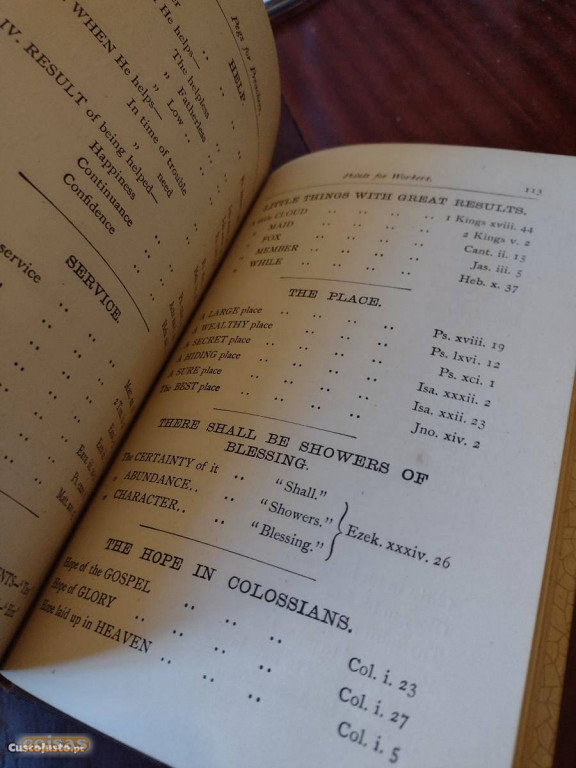 Pegs for Preachers.
HELP.
WHEN He helps—
The helpless
" Fatherless
WHEN He helps—
" Low
In time of trouble
" need
IV. RESULT of being helped—
Happiness
Continuance
Confidence
SERVICE.
service
Points for Workers. 113
LITTLE THINGS WITH GREAT RESULTS.
CLOUD .. .. .. .. 1 Kings xviii. 44
" MAID .. .. .. .. 2 Kings v. 2
" FOX .. .. .. .. Cant. ii. 15
" MEMBER .. .. .. .. Jas. iii. 5
" WHILE .. .. .. .. Heb. x. 37
THE PLACE.
A LARGE place .. .. .. .. Ps. xviii. 19
A WEALTHY place .. .. .. .. Ps. lxvi. 12
A SECRET place .. .. .. .. Ps. xci. 1
A HIDING place .. .. .. .. Isa. xxxii. 2
A SURE place .. .. .. .. Isa. xxii. 23
The BEST place .. .. .. .. Jno. xiv. 2
THERE SHALL BE SHOWERS OF
BLESSING.
The CERTAINTY of it .. "Shall."
" ABUNDANCE.. .. "Showers." } Ezek. xxxiv. 26
" CHARACTER.. .. "Blessing."
THE HOPE IN COLOSSIANS.
Hope of the GOSPEL .. .. .. Col. i. 23
Hope of GLORY .. .. .. .. Col. i. 27
Hope laid up in HEAVEN .. .. .. Col. i. 5
coisas
CustoJusto.pt